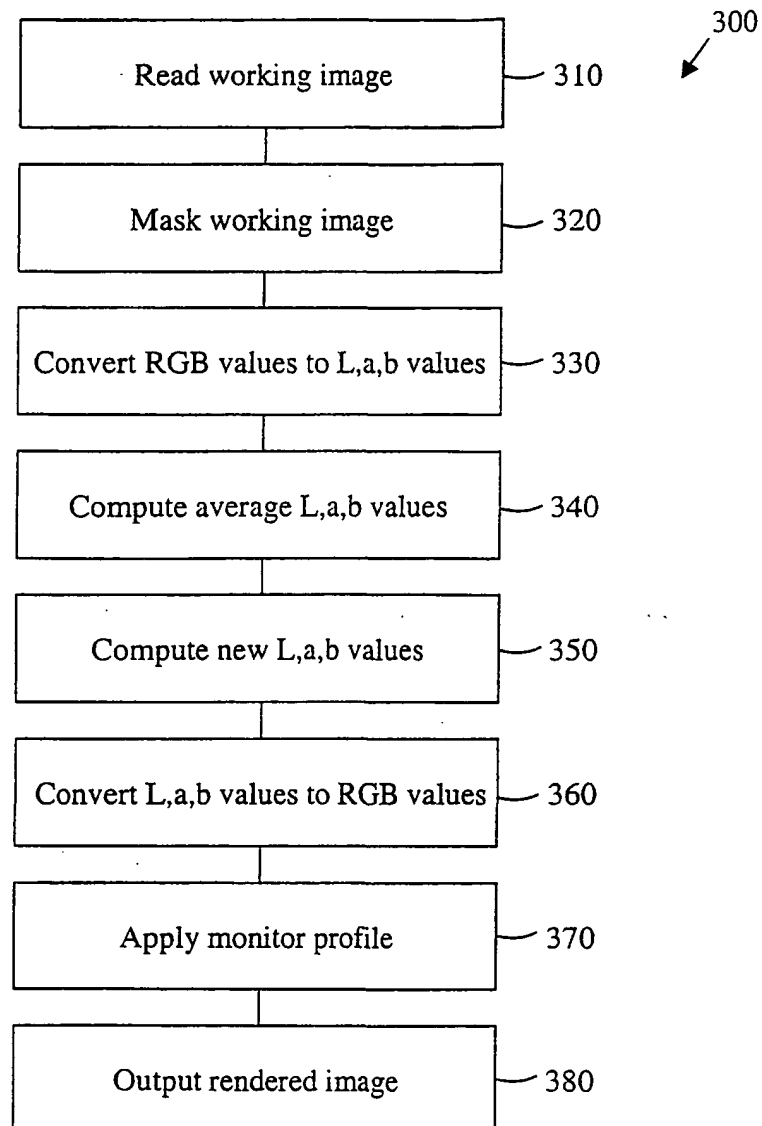 300
Read working image 310
Mask working image 320
Convert RGB values to L,a,b values 330
Compute average L,a,b values 340
Compute new L,a,b values 350
Convert L,a,b values to RGB values 360
Apply monitor profile 370
Output rendered image 380